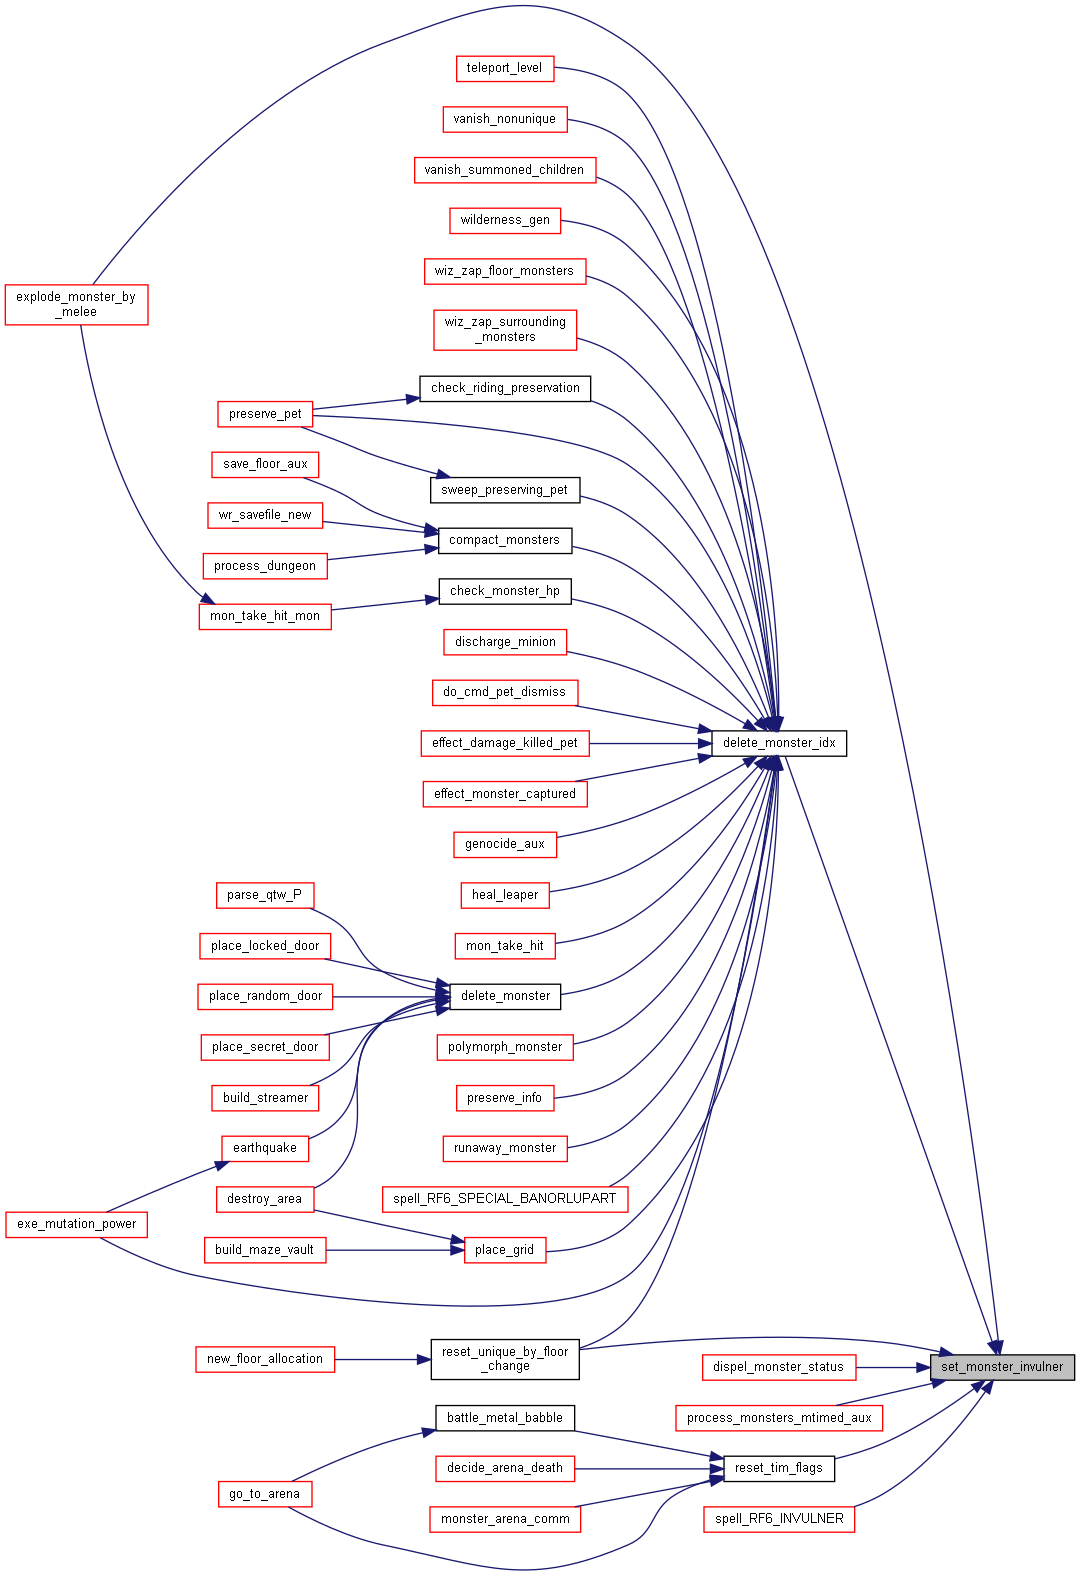 teleport_level
vanish_nonunique
vanish_summoned_children
wilderness_gen
wiz_zap_floor_monsters
explode_monster_by
_melee
wiz_zap_surrounding
_monsters
check_riding_preservation
preserve_pet
save_floor_aux
sweep_preserving_pet
wr_savefile_new
compact_monsters
process_dungeon
check_monster_hp
mon_take_hit_mon
discharge_minion
do_cmd_pet_dismiss
effect_damage_killed_pet
delete_monster_idx
effect_monster_captured
genocide_aux
parse_qtw_P
heal_leaper
place_locked_door
mon_take_hit
place_random_door
delete_monster
place_secret_door
polymorph_monster
build_streamer
preserve_info
earthquake
runaway_monster
destroy_area
spell_RF6_SPECIAL_BANORLUPART
exe_mutation_power
build_maze_vault
place_grid
new_floor_allocation
reset_unique_by_floor
_change
dispel_monster_status
set_monster_invulner
battle_metal_babble
process_monsters_mtimed_aux
decide_arena_death
reset_tim_flags
go_to_arena
monster_arena_comm
spell_RF6_INVULNER